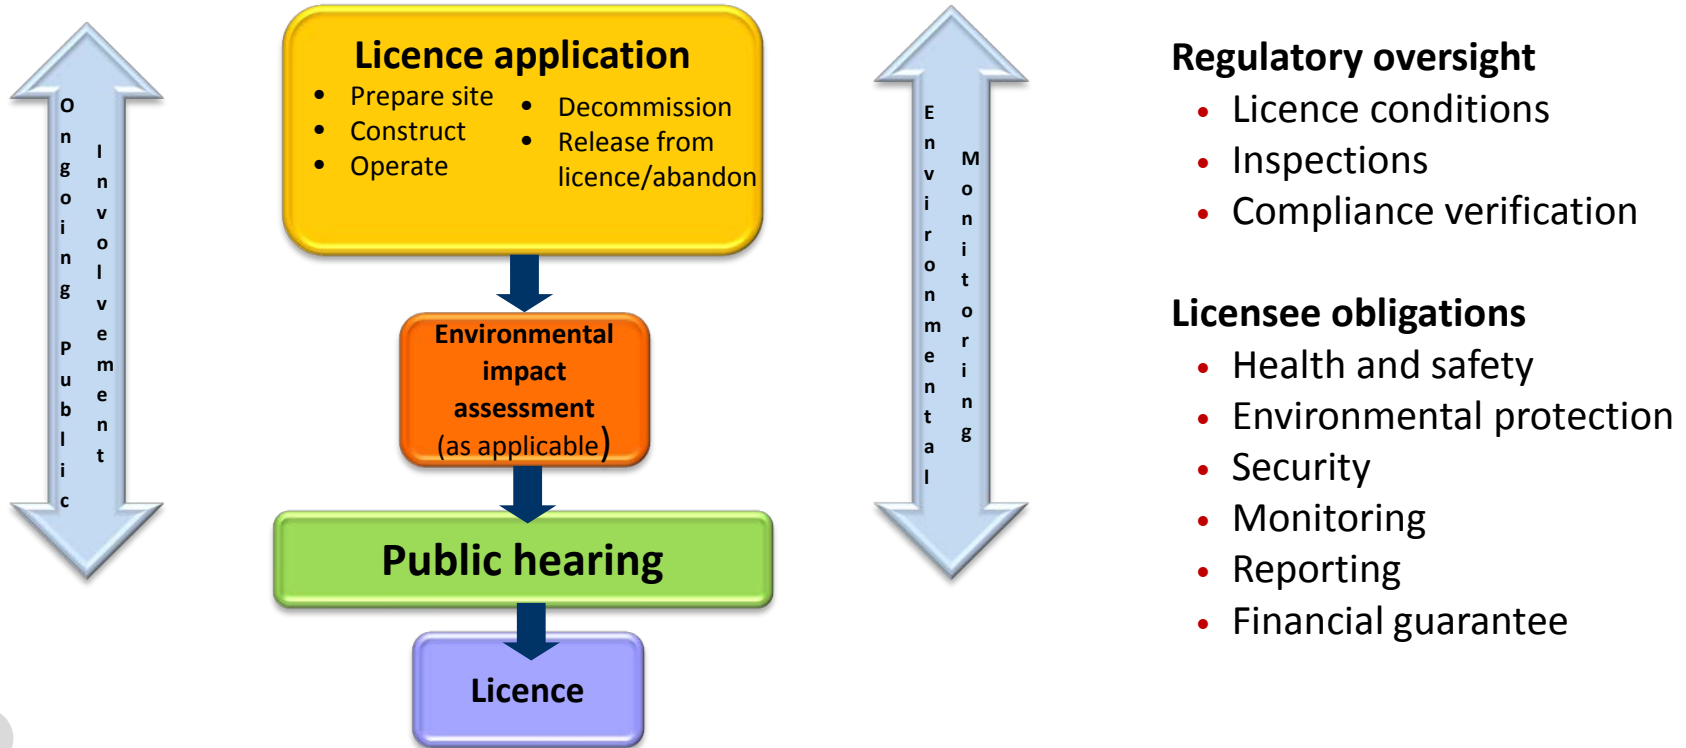 Ongoing Public
Involvement
Licence application
• Prepare site
• Construct
• Operate
• Decommission
• Release from
licence/abandon
Environmental
impact
assessment
(as applicable)
Public hearing
Licence
Environmental
Monitoring
Regulatory oversight
• Licence conditions
• Inspections
• Compliance verification
Licensee obligations
• Health and safety
• Environmental protection
• Security
• Monitoring
• Reporting
• Financial guarantee